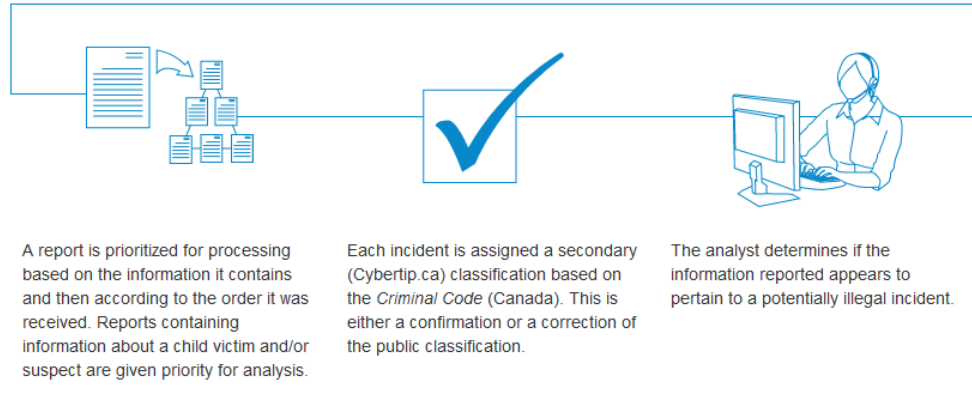 A report is prioritized for processing
based on the information it contains
and then according to the order it was
received. Reports containing
information about a child victim and/or
suspect are given priority for analysis.
Each incident is assigned a secondary
(Cybertip.ca) classification based on
the Criminal Code (Canada). This is
either a confirmation or a correction of
the public classification.
The analyst determines if the
information reported appears to
pertain to a potentially illegal incident.